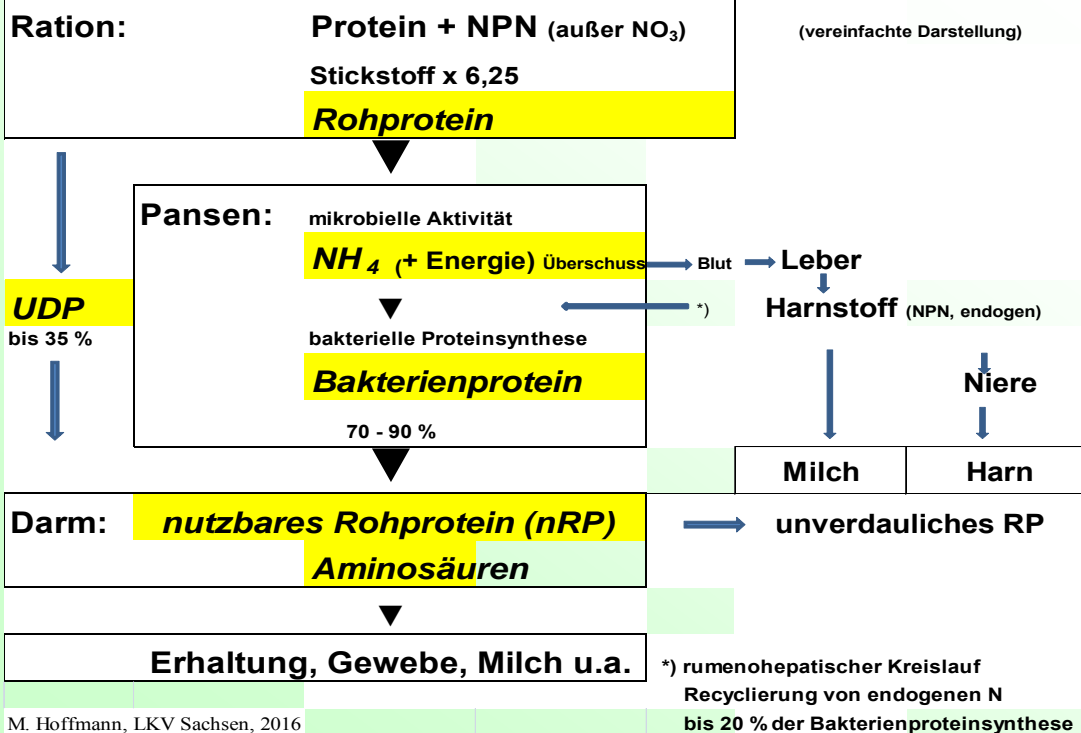 Ration: Protein + NPN (außer NO₃) (vereinfachte Darstellung)
Stickstoff x 6,25
Rohprotein
Pansen: mikrobielle Aktivität
NH₄ (+ Energie) Überschuss Blut Leber
UDP *) Harnstoff (NPN, endogen)
bis 35 % bakterielle Proteinsynthese
Bakterienprotein Niere
70 - 90 %
Milch Harn
Darm: nutzbares Rohprotein (nRP) unverdauliches RP
Aminosäuren
Erhaltung, Gewebe, Milch u.a.
*) rumenohepatischer Kreislauf
Recyclierung von endogenen N
M. Hoffmann, LKV Sachsen, 2016 bis 20 % der Bakterienproteinsynthese